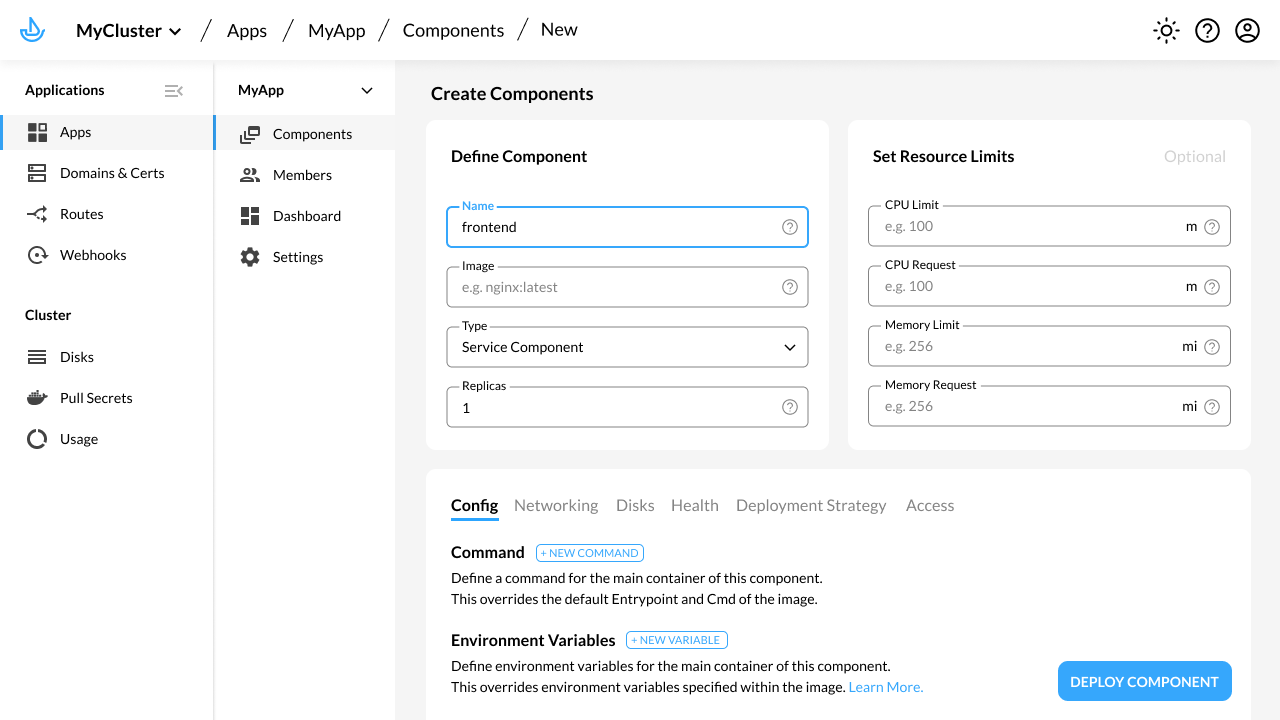 MyCluster / Apps / MyApp / Components / New
Applications
Apps
Domains & Certs
Routes
Webhooks
Cluster
Disks
Pull Secrets
Usage
MyApp
Components
Members
Dashboard
Settings
Create Components
Define Component
Name
frontend
Image
e.g. nginx:latest
Type
Service Component
Replicas
1
Set Resource Limits Optional
CPU Limit
e.g. 100 m
CPU Request
e.g. 100 m
Memory Limit
e.g. 256 mi
Memory Request
e.g. 256 mi
Config Networking Disks Health Deployment Strategy Access
Command + NEW COMMAND
Define a command for the main container of this component.
This overrides the default Entrypoint and Cmd of the image.
Environment Variables + NEW VARIABLE
Define environment variables for the main container of this component.
This overrides environment variables specified within the image. Learn More.
DEPLOY COMPONENT